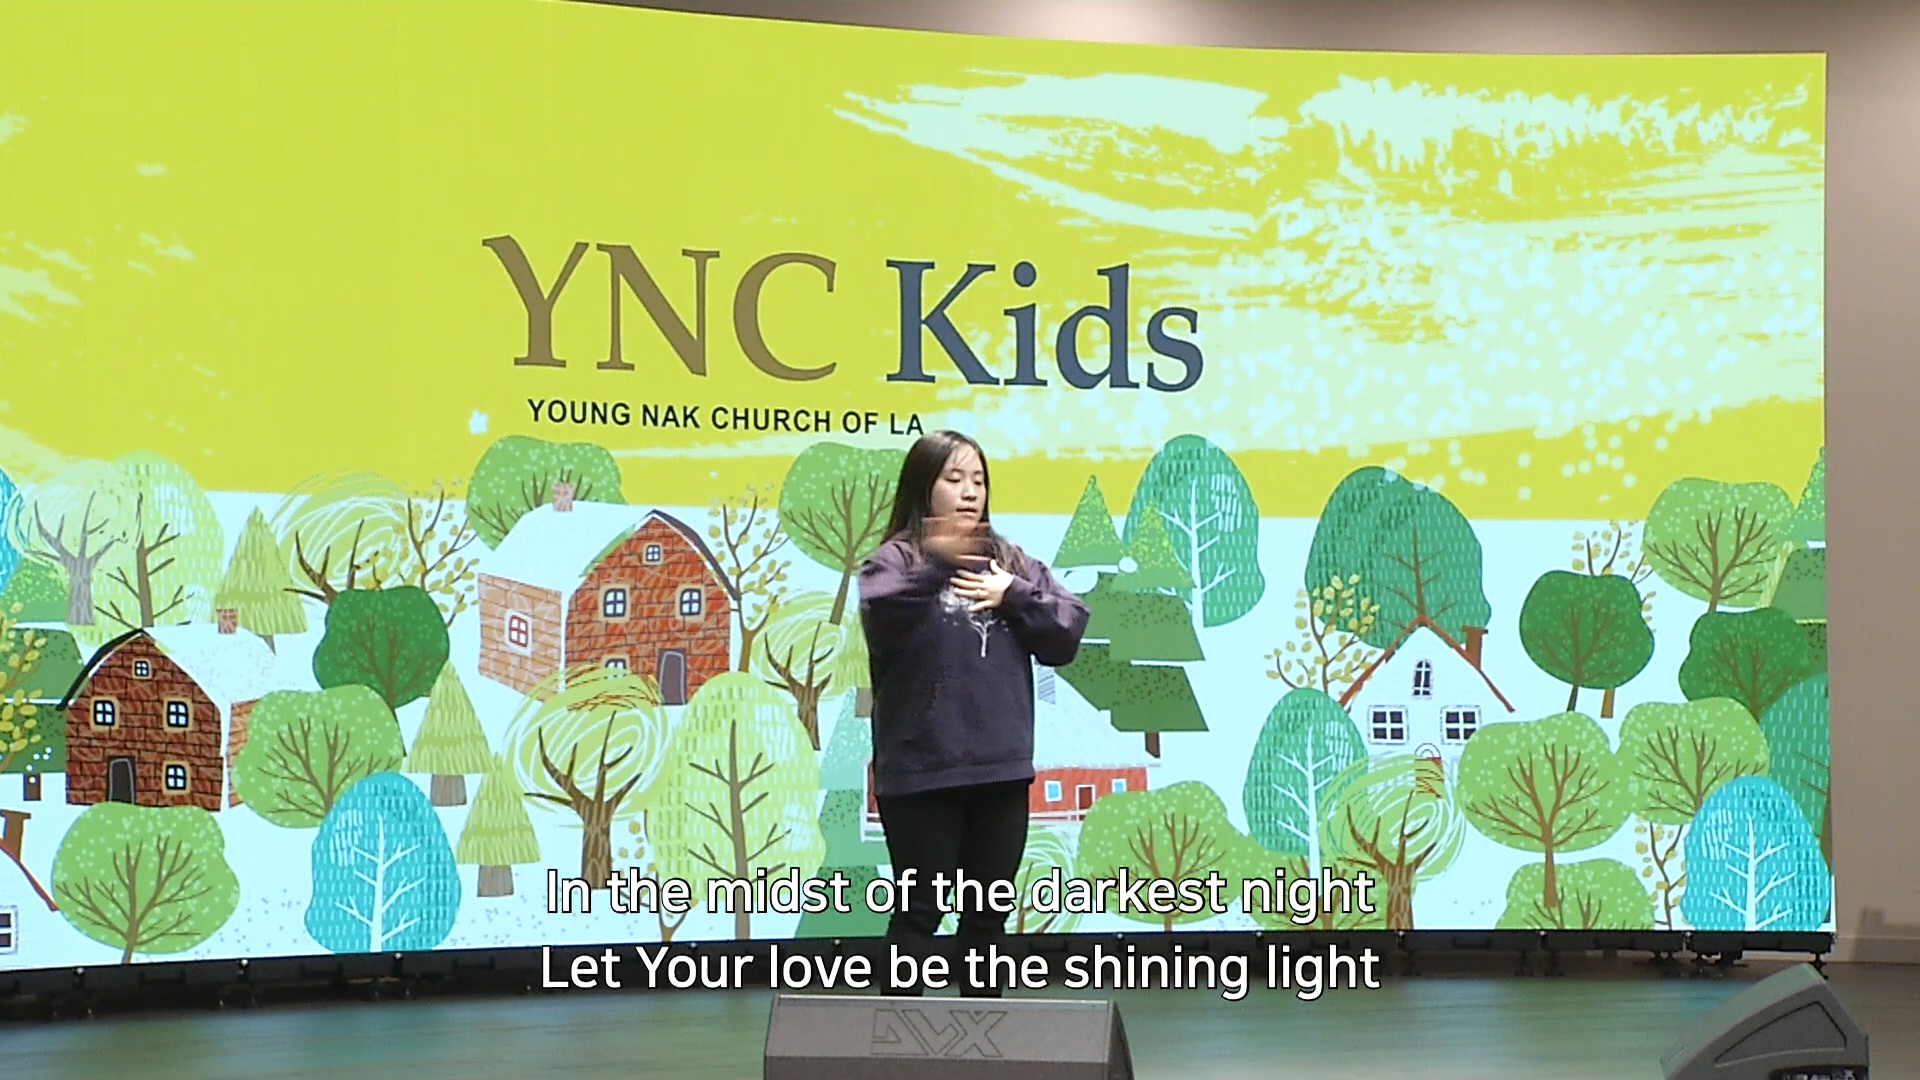 YNC Kids
YOUNG NAK CHURCH OF LA
In the midst of the darkest night
Let Your love be the shining light